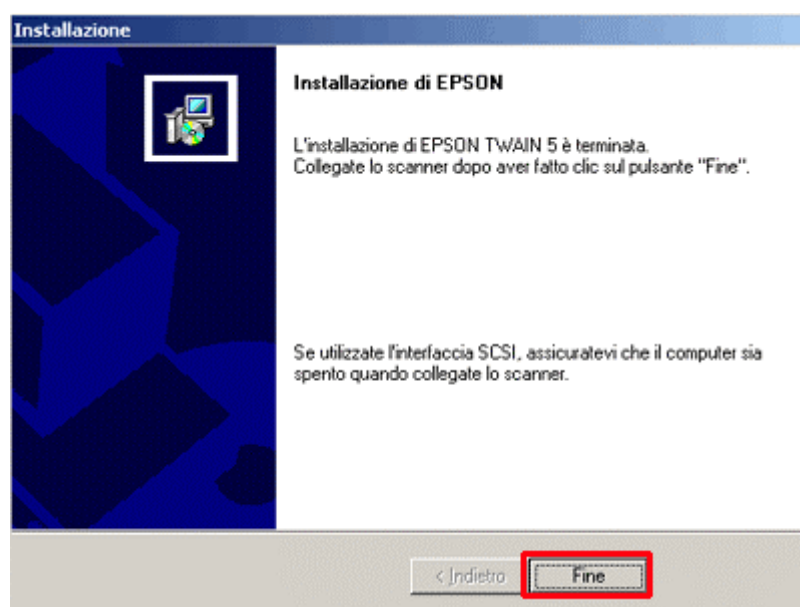 Installazione
Installazione di EPSON
L'installazione di EPSON TWAIN 5 è terminata.
Collegate lo scanner dopo aver fatto clic sul pulsante "Fine".
Se utilizzate l'interfaccia SCSI, assicuratevi che il computer sia
spento quando collegate lo scanner.
< Indietro
Fine